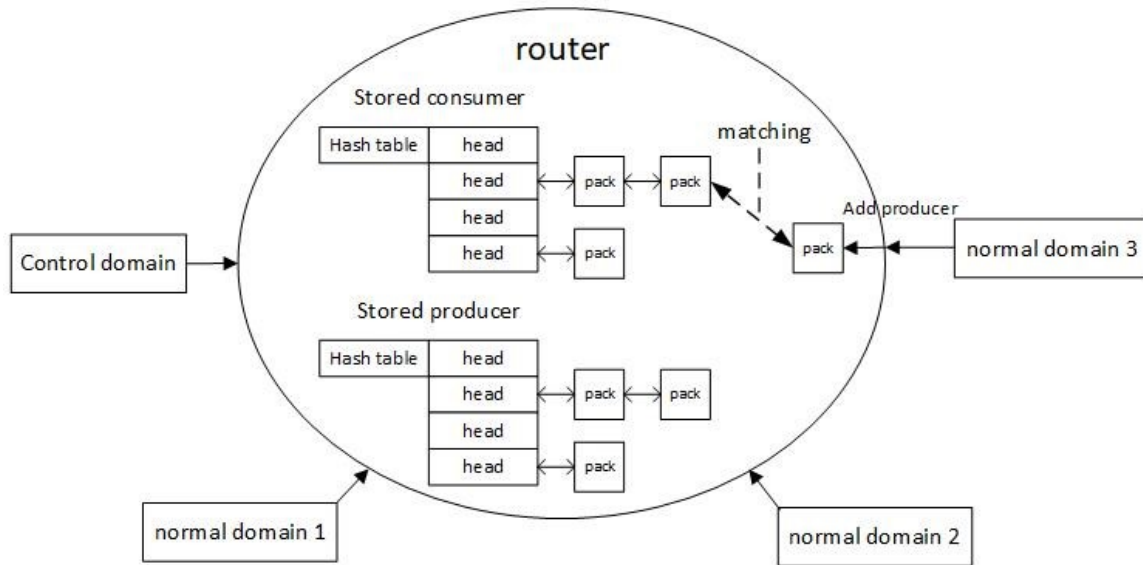 router
Stored consumer
matching
Hash table head
head pack pack
head
head pack
Add producer
pack
normal domain 3
Control domain
Stored producer
Hash table head
head pack pack
head
head pack
normal domain 1
normal domain 2